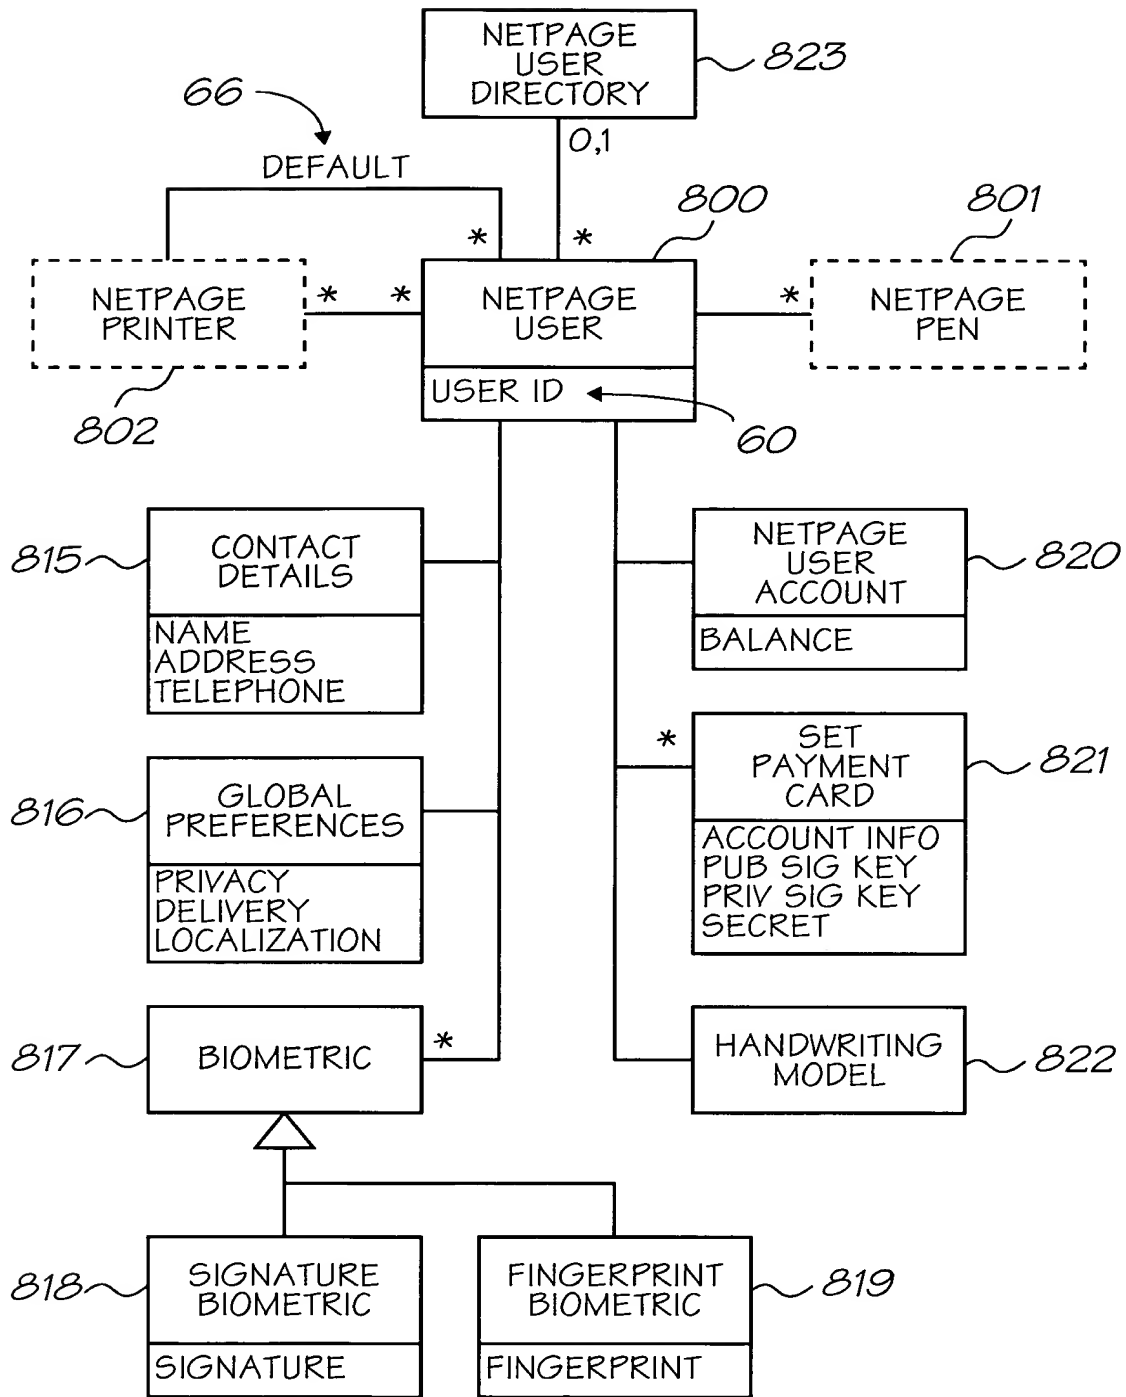 NETPAGE
USER
DIRECTORY
823
66
0,1
DEFAULT
800
801
*
*
NETPAGE
PRINTER
*
*
NETPAGE
USER
*
NETPAGE
PEN
USER ID
802
60
815
CONTACT
DETAILS
NAME
ADDRESS
TELEPHONE
NETPAGE
USER
ACCOUNT
820
BALANCE
816
GLOBAL
PREFERENCES
PRIVACY
DELIVERY
LOCALIZATION
*
SET
PAYMENT
CARD
821
ACCOUNT INFO
PUB SIG KEY
PRIV SIG KEY
SECRET
817
BIOMETRIC
*
HANDWRITING
MODEL
822
818
SIGNATURE
BIOMETRIC
SIGNATURE
FINGERPRINT
BIOMETRIC
819
FINGERPRINT